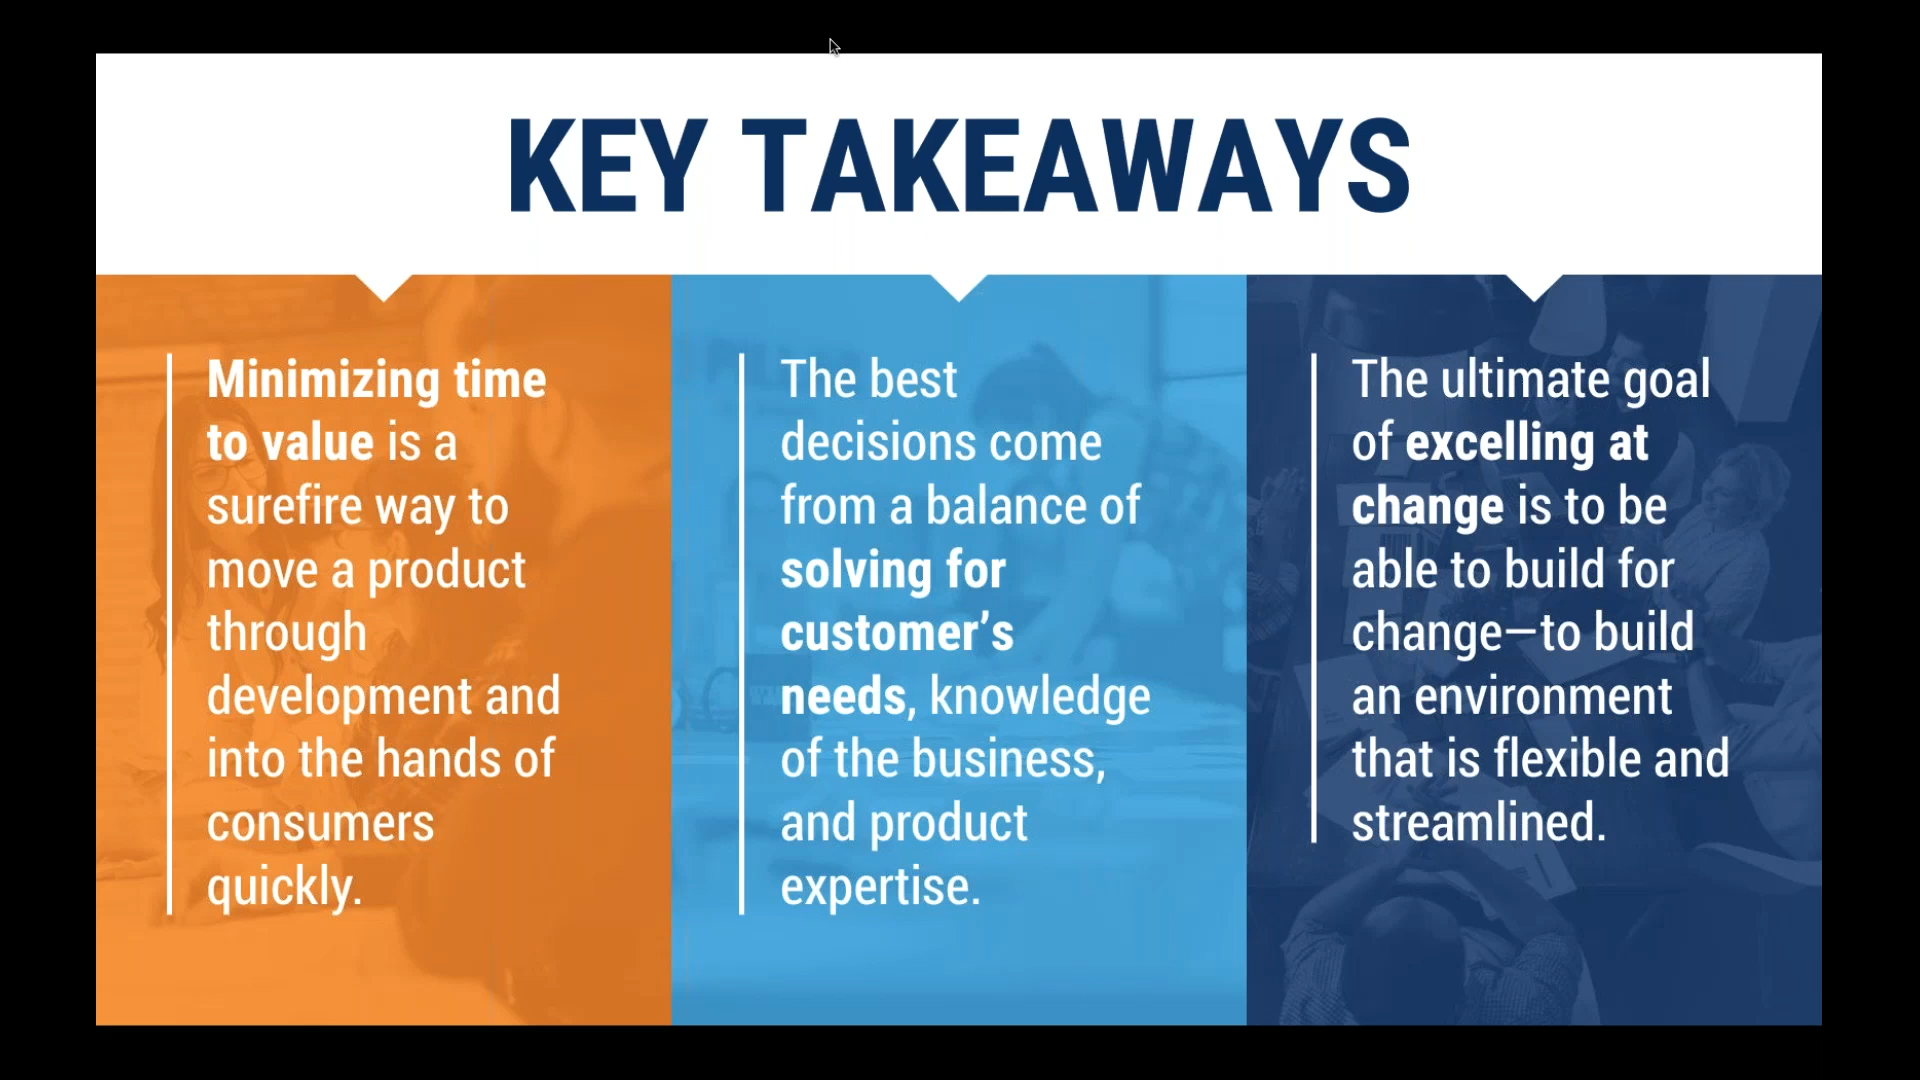 KEY TAKEAWAYS
Minimizing time
to value is a
surefire way to
move a product
through
development and
into the hands of
consumers
quickly.
The best
decisions come
from a balance of
solving for
customer’s
needs, knowledge
of the business,
and product
expertise.
The ultimate goal
of excelling at
change is to be
able to build for
change—to build
an environment
that is flexible and
streamlined.